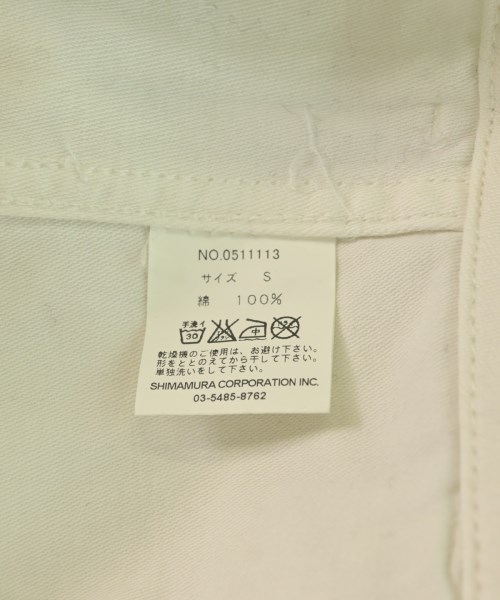 NO.0511113
サイズ S
綿 100%
手洗イ
30 中
乾燥機のご使用は、お避け下さい。
形をととのえてから干して下さい。
単独洗いをして下さい。
SHIMAMURA CORPORATION INC.
03-5485-8762